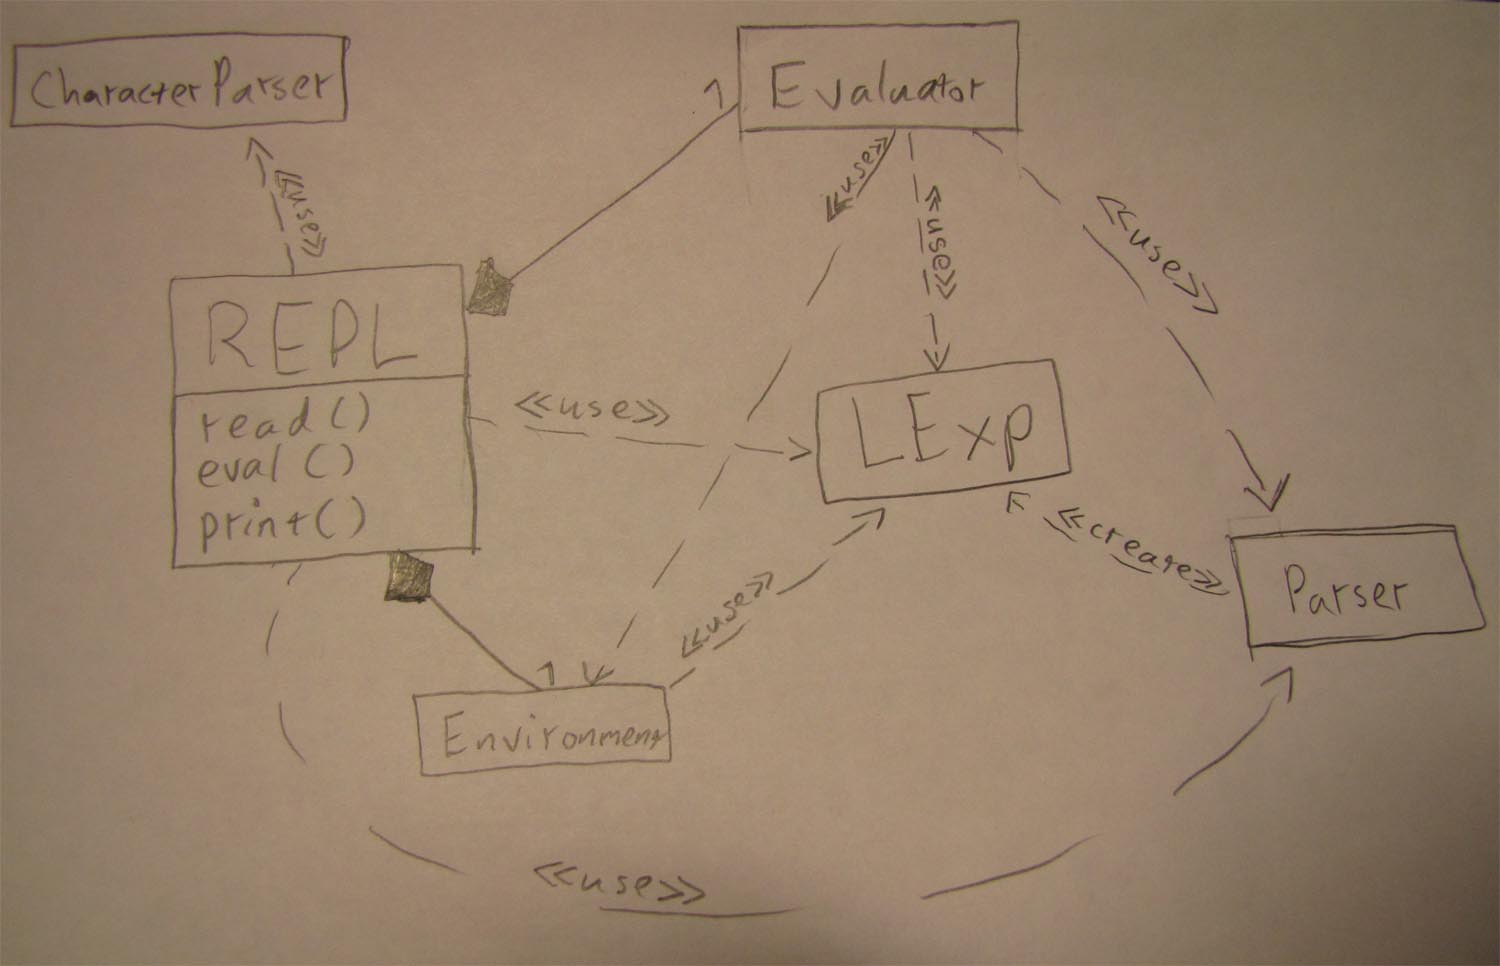 CharacterParser
1
Evaluator
<<use>>
<<use>>
<<use>>
<<use>>
REPL
read()
eval()
print()
<<use>>
LExp
<<create>>
Parser
<<use>>
1
Environment
<<use>>